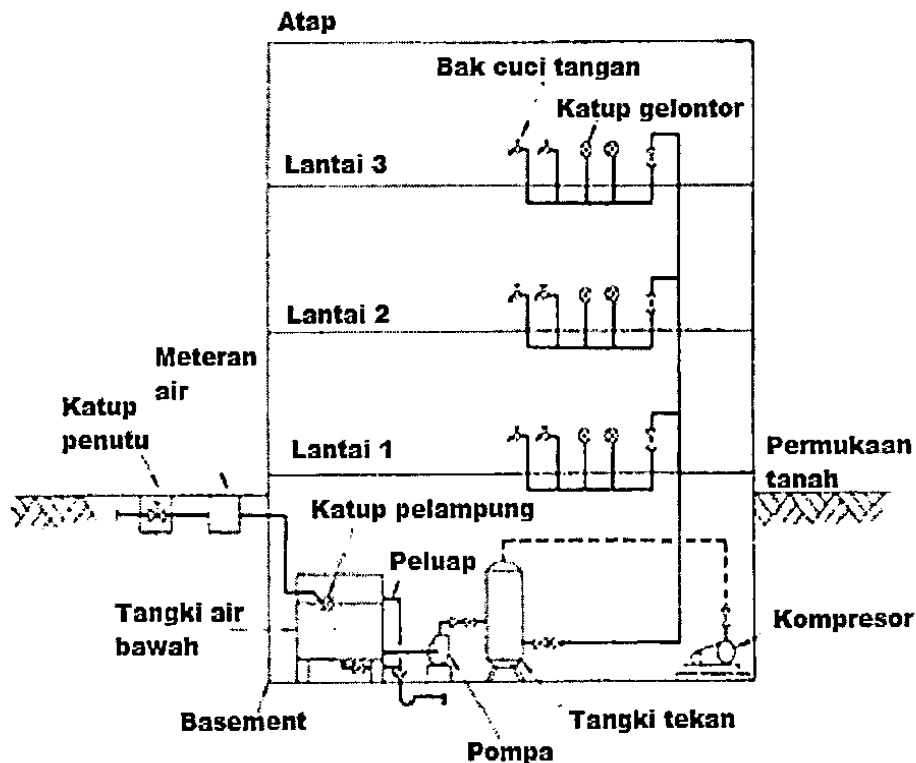 Atap
Bak cuci tangan
Katup gelontor
Lantai 3
Lantai 2
Meteran
air
Katup
penutu
Lantai 1
Permukaan
tanah
Katup pelampung
Peluap
Tangki air
bawah
Kompresor
Basement
Tangki tekan
Pompa